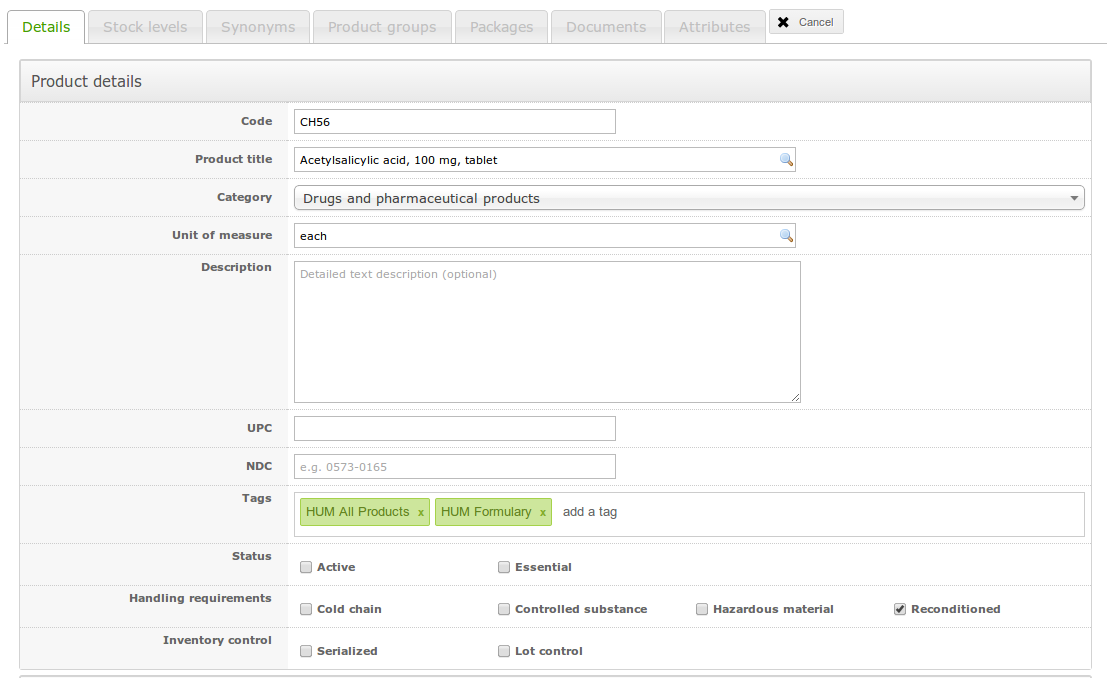 Details Stock levels Synonyms Product groups Packages Documents Attributes Cancel
Product details
Code CH56
Product title Acetylsalicylic acid, 100 mg, tablet
Category Drugs and pharmaceutical products
Unit of measure each
Description Detailed text description (optional)
UPC
NDC e.g. 0573-0165
Tags HUM All Products x HUM Formulary x add a tag
Status Active Essential
Handling requirements Cold chain Controlled substance Hazardous material Reconditioned
Inventory control Serialized Lot control